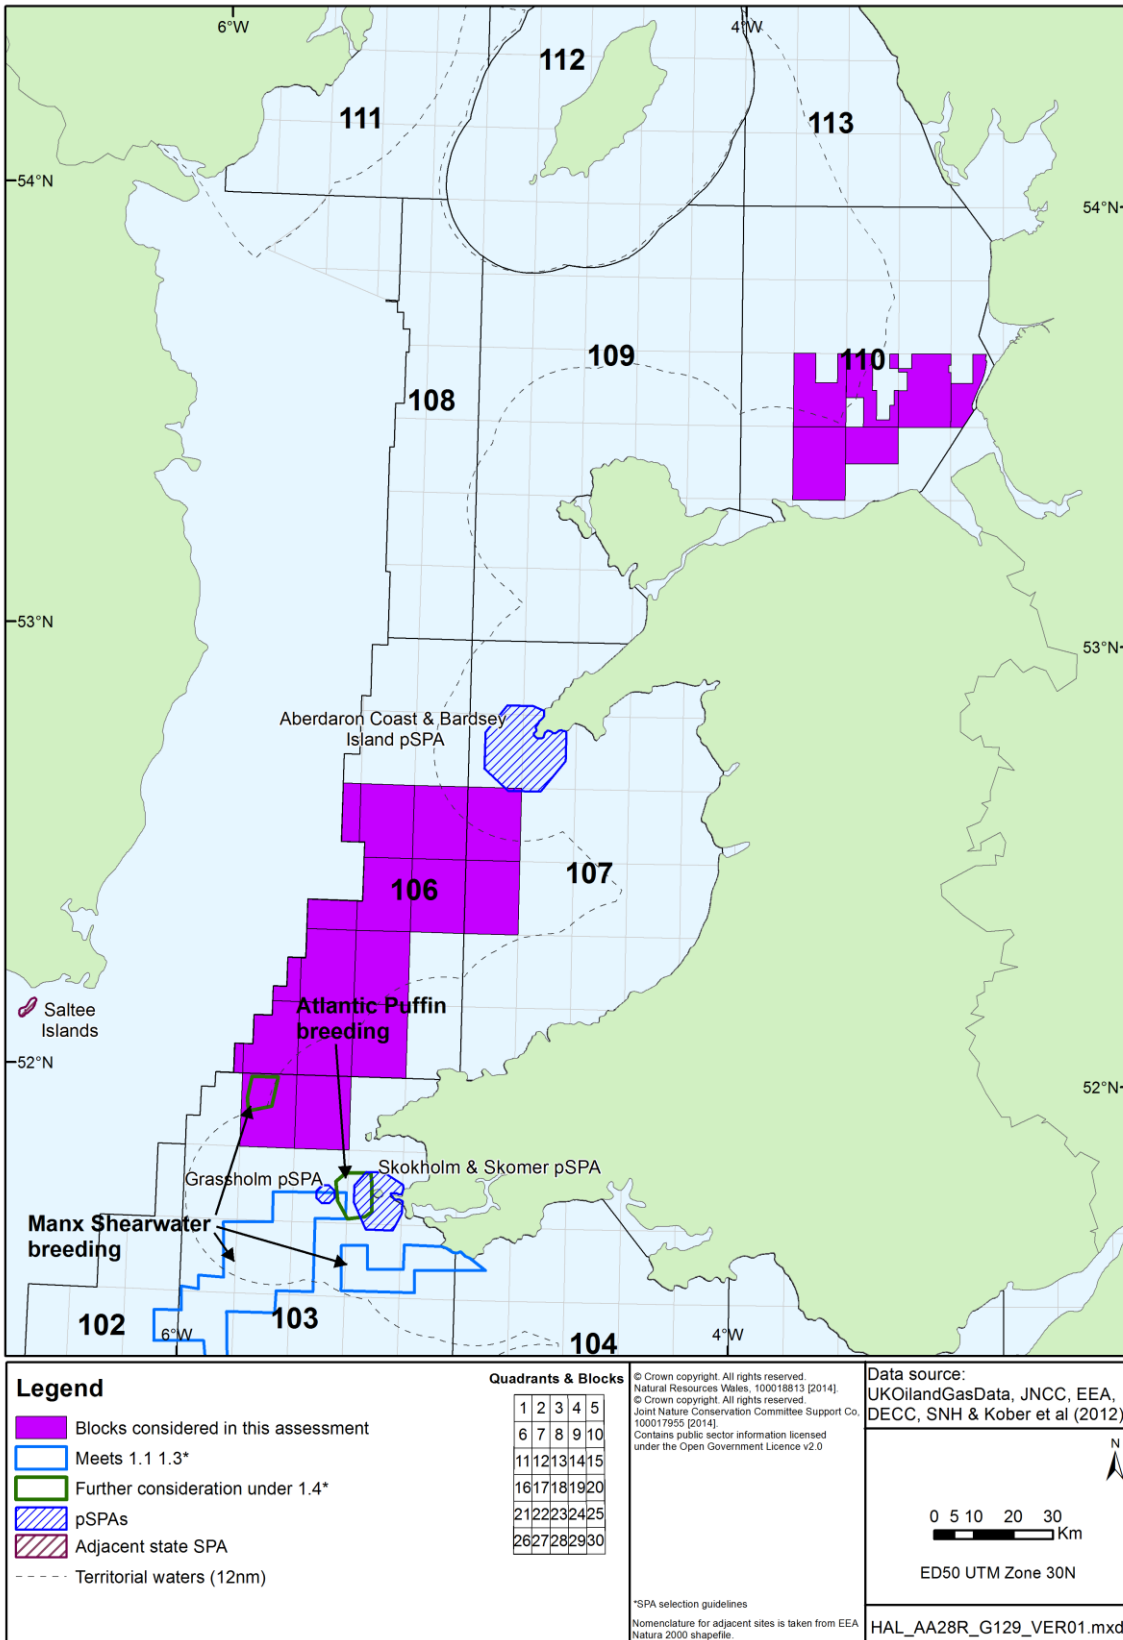 6°W
4°W
112
111
113
54°N
54°N
109
110
108
53°N
53°N
Aberdaron Coast & Bardsey
Island pSPA
107
106
Saltee
Islands
Atlantic Puffin
breeding
52°N
52°N
Skokholm & Skomer pSPA
Grassholm pSPA
Manx Shearwater
breeding
102
6°W
103
4°W
104
Legend
Blocks considered in this assessment
Meets 1.1 1.3*
Further consideration under 1.4*
pSPAs
Adjacent state SPA
Territorial waters (12nm)
Quadrants & Blocks
1 2 3 4 5
6 7 8 9 10
11 12 13 14 15
16 17 18 19 20
21 22 23 24 25
26 27 28 29 30
© Crown copyright. All rights reserved.
Natural Resources Wales, 100018813 [2014].
© Crown copyright. All rights reserved.
Joint Nature Conservation Committee Support Co,
100017955 [2014].
Contains public sector information licensed
under the Open Government Licence v2.0
*SPA selection guidelines
Nomenclature for adjacent sites is taken from EEA
Natura 2000 shapefile.
Data source:
UKOilandGasData, JNCC, EEA,
DECC, SNH & Kober et al (2012)
N
0 5 10 20 30
Km
ED50 UTM Zone 30N
HAL_AA28R_G129_VER01.mxd